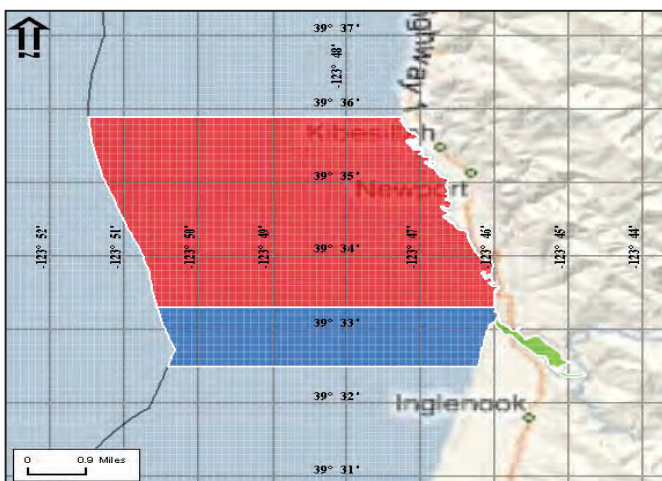 N
39° 37'
-123° 48'
ghway 1
39° 36'
Kibesillah
39° 35'
Newport
-123° 52'
-123° 51'
-123° 50'
-123° 49'
39° 34'
-123° 47'
-123° 46'
-123° 45'
-123° 44'
39° 33'
39° 32'
Inglenook
0 0.9 Miles
39° 31'